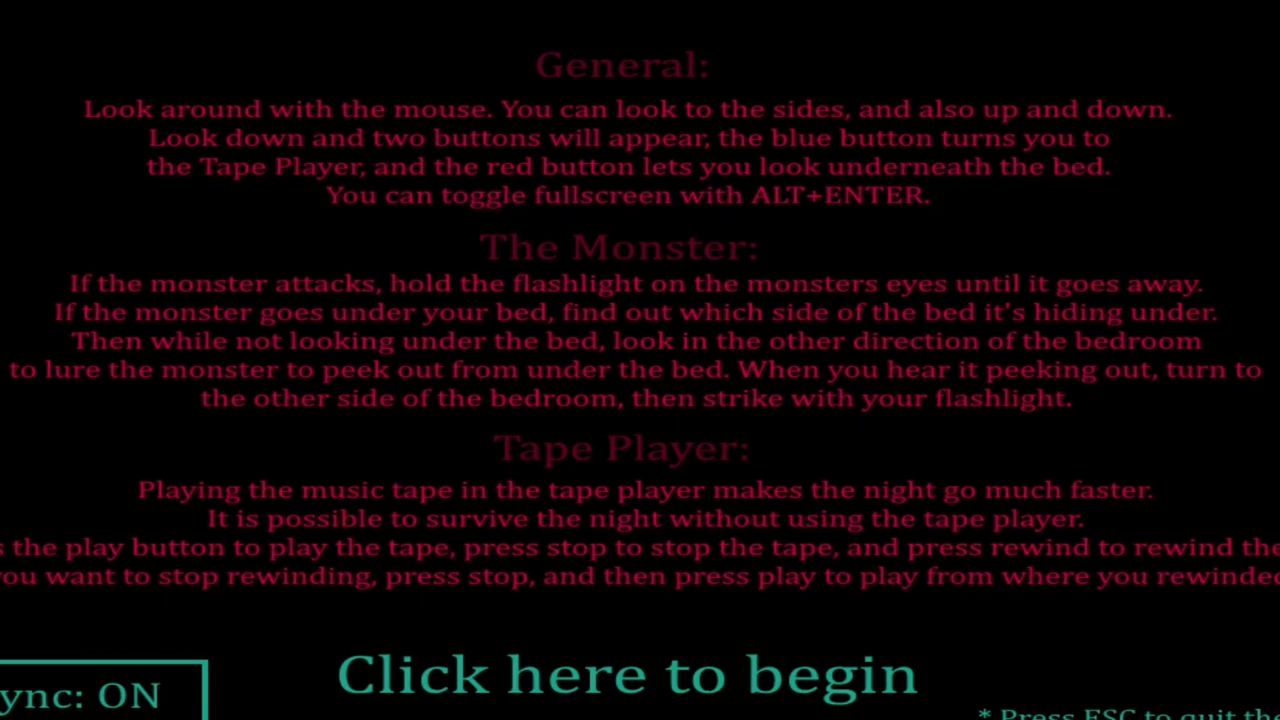 General:
Look around with the mouse. You can look to the sides, and also up and down.
Look down and two buttons will appear, the blue button turns you to
the Tape Player, and the red button lets you look underneath the bed.
You can toggle fullscreen with ALT+ENTER.
The Monster:
If the monster attacks, hold the flashlight on the monsters eyes until it goes away.
If the monster goes under your bed, find out which side of the bed it's hiding under.
Then while not looking under the bed, look in the other direction of the bedroom
to lure the monster to peek out from under the bed. When you hear it peeking out, turn to
the other side of the bedroom, then strike with your flashlight.
Tape Player:
Playing the music tape in the tape player makes the night go much faster.
It is possible to survive the night without using the tape player.
the play button to play the tape, press stop to stop the tape, and press rewind to rewind the
you want to stop rewinding, press stop, and then press play to play from where you rewinded
Click here to begin
ync: ON
* Press ESC to quit the